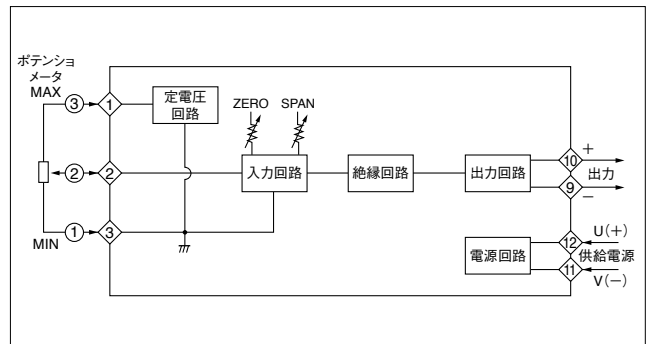 ポテンショ
メータ
MAX
③
1
定電圧
回路
ZERO
SPAN
②
2
入力回路
絶縁回路
出力回路
10
+
出力
9
−
MIN
①
3
電源回路
12
U(+)
供給電源
11
V(−)